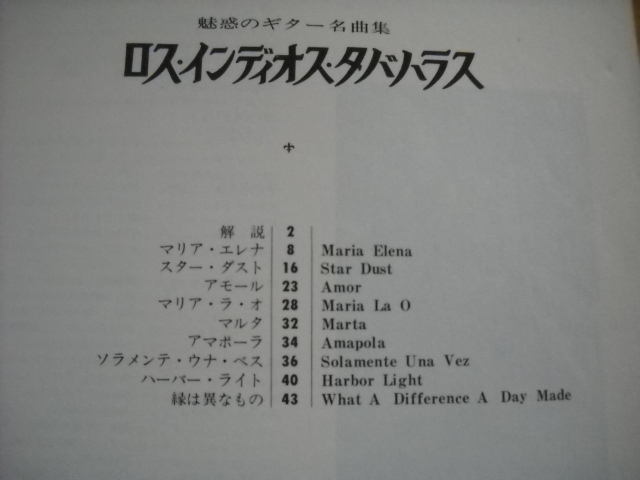 魅惑のギター名曲集
ロス・インディオス・タバハラス
解 説 2
マリア・エレナ 8 Maria Elena
スター・ダスト 16 Star Dust
アモール 23 Amor
マリア・ラ・オ 28 Maria La O
マルタ 32 Marta
アマポーラ 34 Amapola
ソラメンテ・ウナ・ベス 36 Solamente Una Vez
ハーバー・ライト 40 Harbor Light
縁は異なもの 43 What A Difference A Day Made